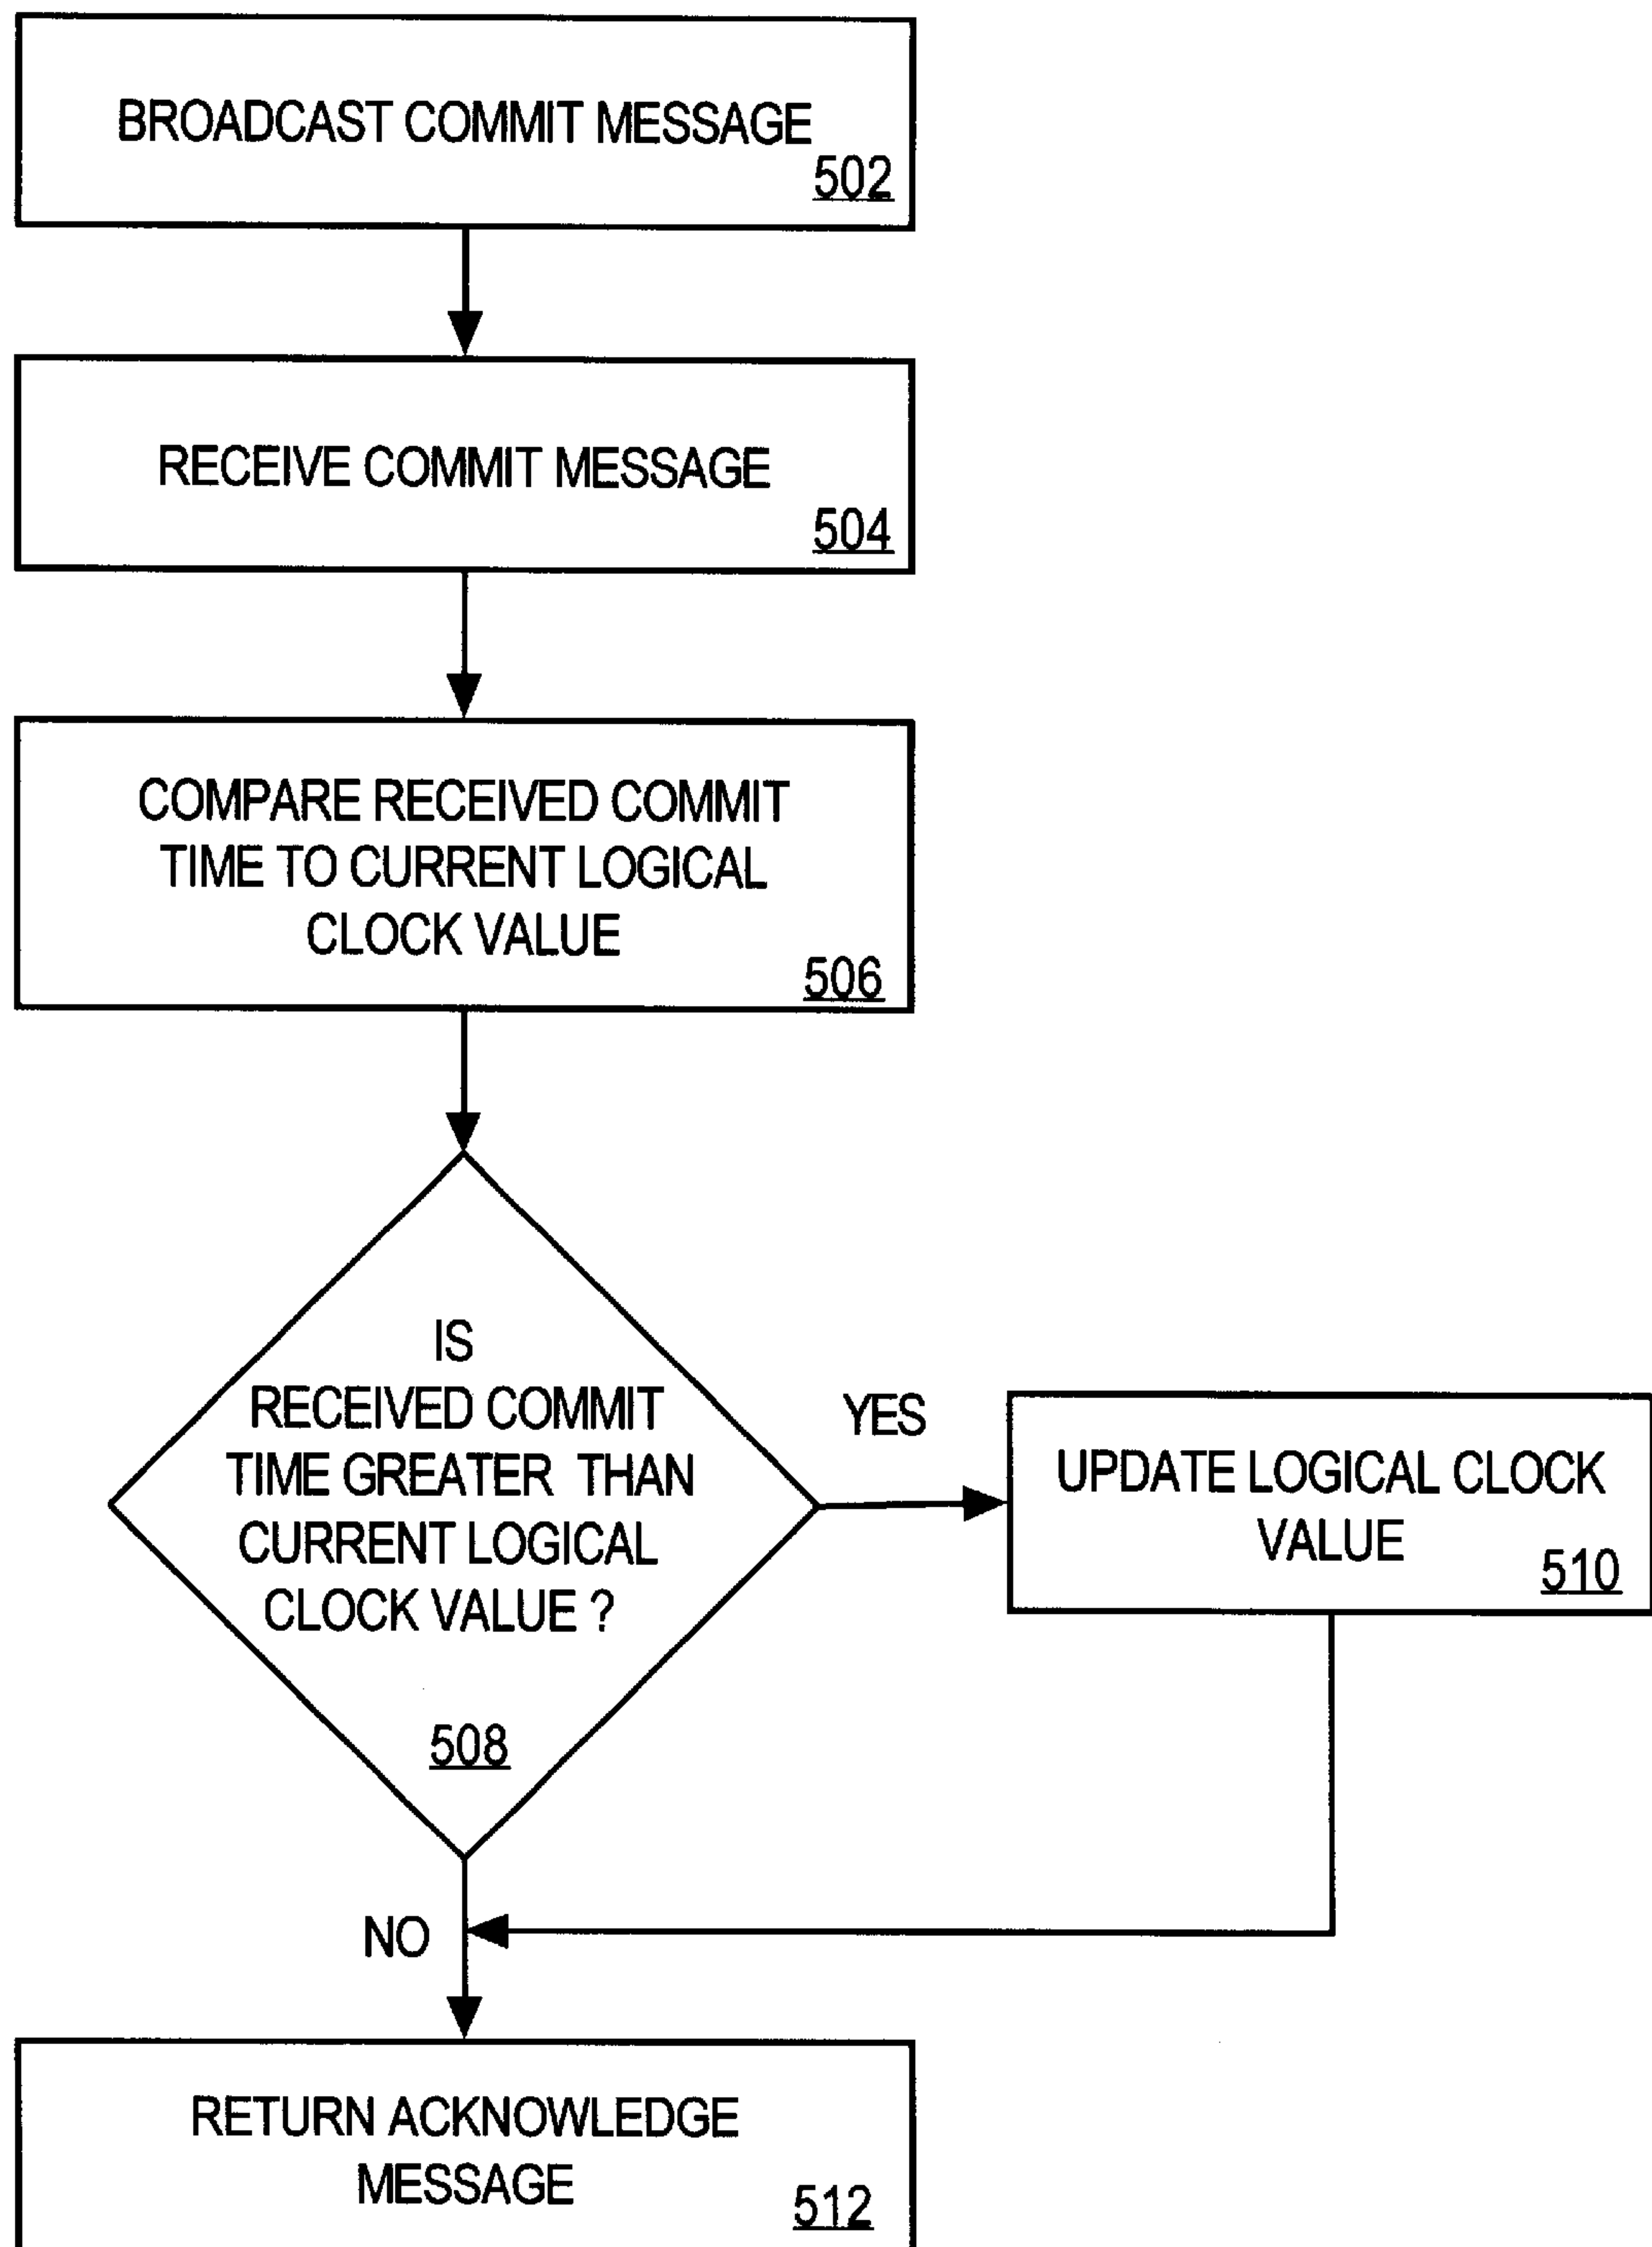 BROADCAST COMMIT MESSAGE
502
RECEIVE COMMIT MESSAGE
504
COMPARE RECEIVED COMMIT
TIME TO CURRENT LOGICAL
CLOCK VALUE
506
IS
RECEIVED COMMIT
TIME GREATER THAN
CURRENT LOGICAL
CLOCK VALUE ?
508
YES
UPDATE LOGICAL CLOCK
VALUE
510
NO
RETURN ACKNOWLEDGE
MESSAGE
512